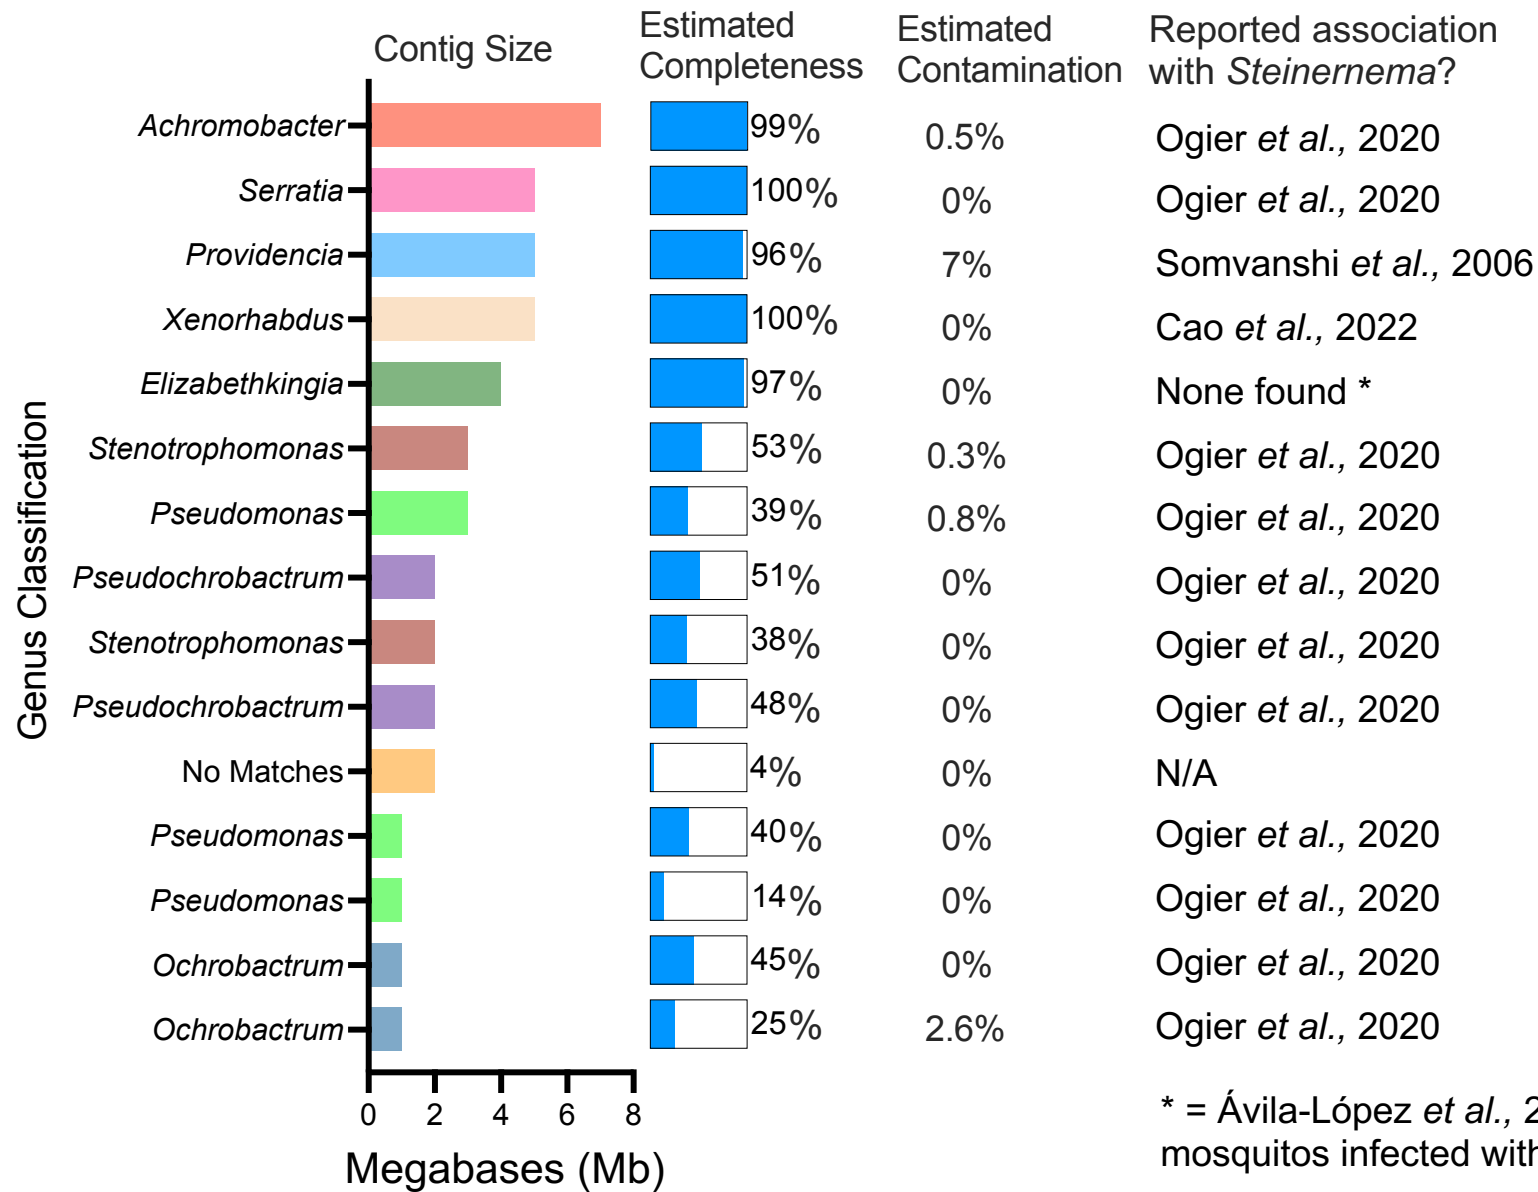 Contig Size
Estimated
Completeness
Estimated
Contamination
Reported association
with Steinernema?
Genus Classification
Achromobacter 99% 0.5% Ogier et al., 2020
Serratia 100% 0% Ogier et al., 2020
Providencia 96% 7% Somvanshi et al., 2006
Xenorhabdus 100% 0% Cao et al., 2022
Elizabethkingia 97% 0% None found *
Stenotrophomonas 53% 0.3% Ogier et al., 2020
Pseudomonas 39% 0.8% Ogier et al., 2020
Pseudochrobactrum 51% 0% Ogier et al., 2020
Stenotrophomonas 38% 0% Ogier et al., 2020
Pseudochrobactrum 48% 0% Ogier et al., 2020
No Matches 4% 0% N/A
Pseudomonas 40% 0% Ogier et al., 2020
Pseudomonas 14% 0% Ogier et al., 2020
Ochrobactrum 45% 0% Ogier et al., 2020
Ochrobactrum 25% 2.6% Ogier et al., 2020
0 2 4 6 8
Megabases (Mb)
* = Ávila-López et al., 2
mosquitos infected with